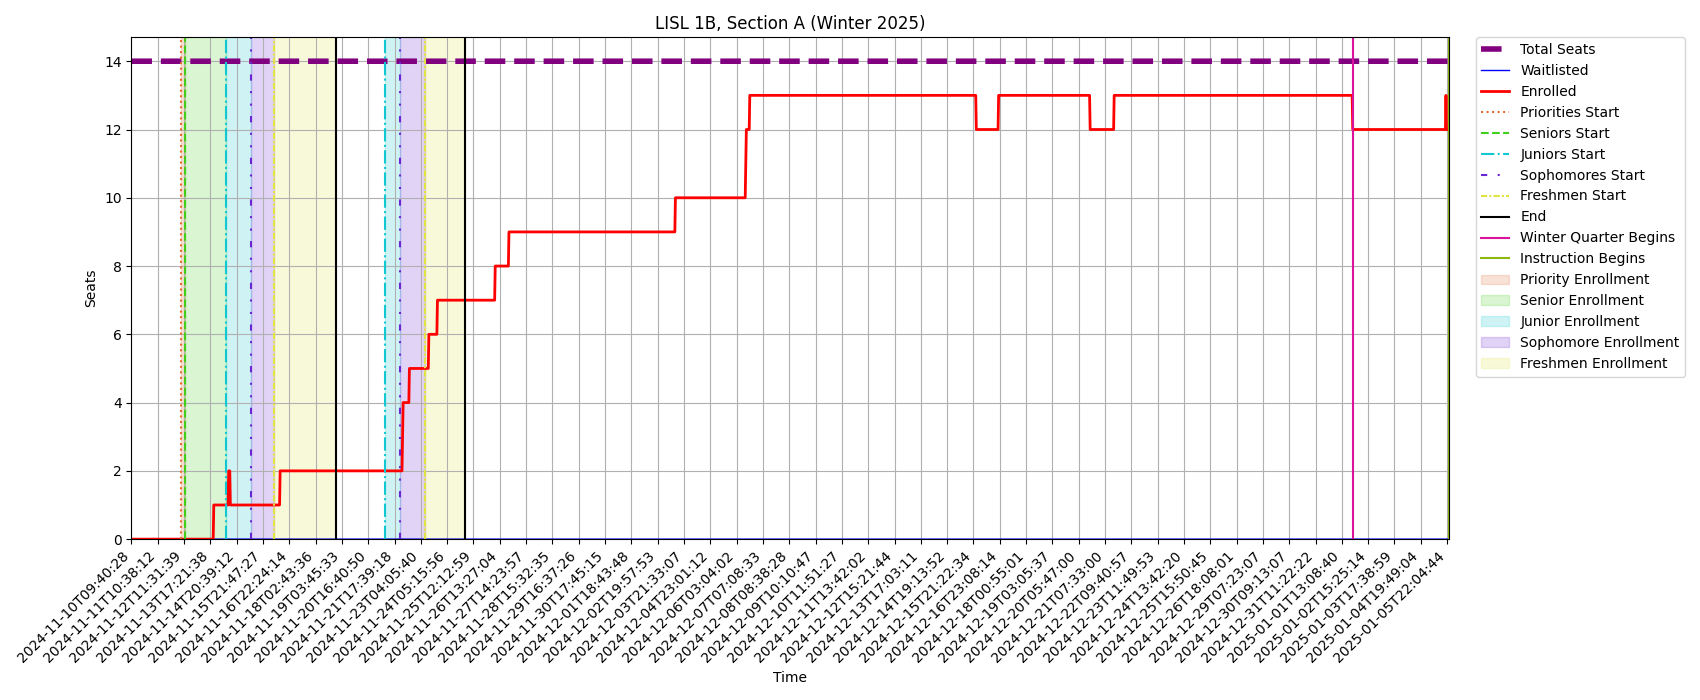 LISL 1B, Section A (Winter 2025)
Seats
14
12
10
8
6
4
2
0
2024-11-10T09:40:28
2024-11-11T10:38:12
2024-11-12T11:31:39
2024-11-13T17:21:38
2024-11-14T20:39:12
2024-11-15T21:47:27
2024-11-16T22:24:14
2024-11-18T02:43:36
2024-11-19T03:45:33
2024-11-20T16:40:50
2024-11-21T17:39:18
2024-11-23T04:05:40
2024-11-24T05:15:56
2024-11-25T12:12:59
2024-11-26T13:27:04
2024-11-27T14:23:57
2024-11-28T15:32:35
2024-11-29T16:37:26
2024-11-30T17:45:15
2024-12-01T18:43:48
2024-12-02T19:57:53
2024-12-03T21:33:07
2024-12-04T23:01:12
2024-12-06T03:04:02
2024-12-07T07:08:33
2024-12-08T08:38:28
2024-12-09T10:10:47
2024-12-10T11:51:27
2024-12-11T13:42:02
2024-12-12T15:21:44
2024-12-13T17:03:11
2024-12-14T19:13:52
2024-12-15T21:22:34
2024-12-16T23:08:14
2024-12-18T00:55:01
2024-12-19T03:05:37
2024-12-20T05:47:00
2024-12-21T07:33:00
2024-12-22T09:40:57
2024-12-23T11:49:53
2024-12-24T13:42:20
2024-12-25T15:50:45
2024-12-26T18:08:01
2024-12-29T07:23:07
2024-12-30T09:13:07
2024-12-31T11:22:22
2025-01-01T13:08:40
2025-01-02T15:25:14
2025-01-03T17:38:59
2025-01-04T19:49:04
2025-01-05T22:04:44
Time
Total Seats
Waitlisted
Enrolled
Priorities Start
Seniors Start
Juniors Start
Sophomores Start
Freshmen Start
End
Winter Quarter Begins
Instruction Begins
Priority Enrollment
Senior Enrollment
Junior Enrollment
Sophomore Enrollment
Freshmen Enrollment